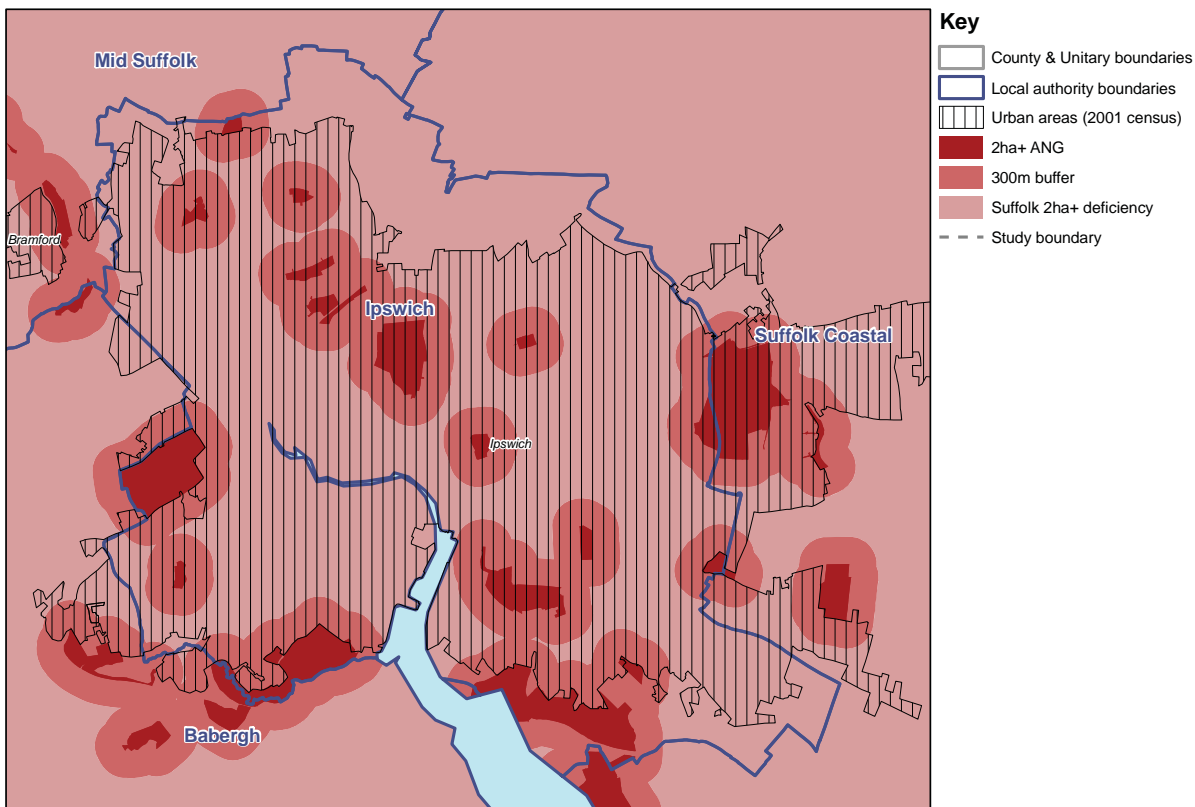 Mid Suffolk
Bramford
Ipswich
Suffolk Coastal
Ipswich
Babergh
Key
County & Unitary boundaries
Local authority boundaries
Urban areas (2001 census)
2ha+ ANG
300m buffer
Suffolk 2ha+ deficiency
Study boundary